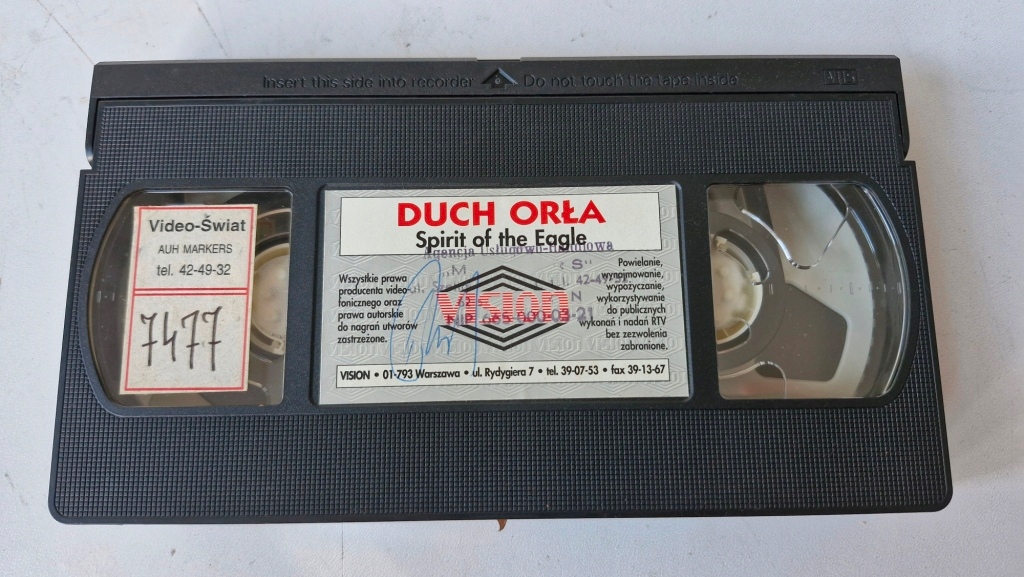 Insert this side into recorder Do not touch the tape inside
VHS
Video-Świat
AUH MARKERS
tel. 42-49-32
7477
DUCH ORŁA
Spirit of the Eagle
Agencja Usługowo-Handlowa
Wszystkie prawa
producenta video-
fonicznego oraz
prawa autorskie
do nagrań utworów
zastrzeżone.
VISION
Powielanie,
wynajmowanie,
wypożyczanie,
wykorzystywanie
do publicznych
wykonań i nadań RTV
bez zezwolenia
zabronione.
VISION • 01-793 Warszawa • ul. Rydygiera 7 • tel. 39-07-53 • fax 39-13-67